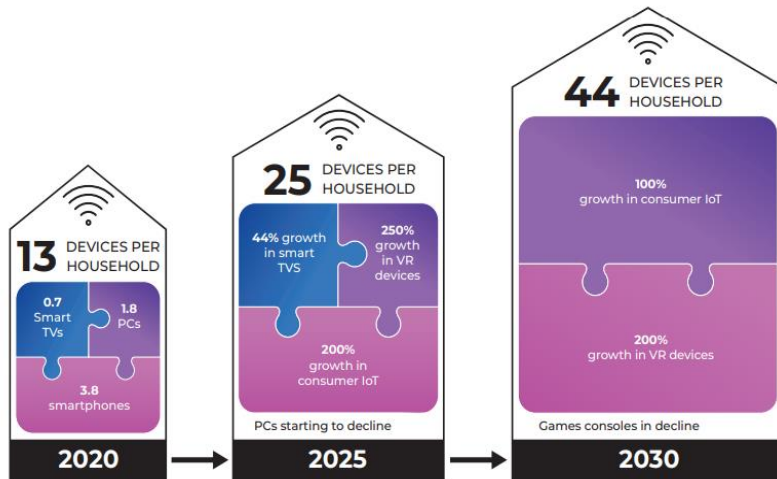 13 DEVICES PER
HOUSEHOLD
0.7
Smart
TVs
1.8
PCs
3.8
smartphones
2020
25 DEVICES PER
HOUSEHOLD
44% growth
in smart
TVS
250%
growth
in VR
devices
200%
growth in
consumer IoT
PCs starting to decline
2025
44 DEVICES PER
HOUSEHOLD
100%
growth in consumer IoT
200%
growth in VR devices
Games consoles in decline
2030